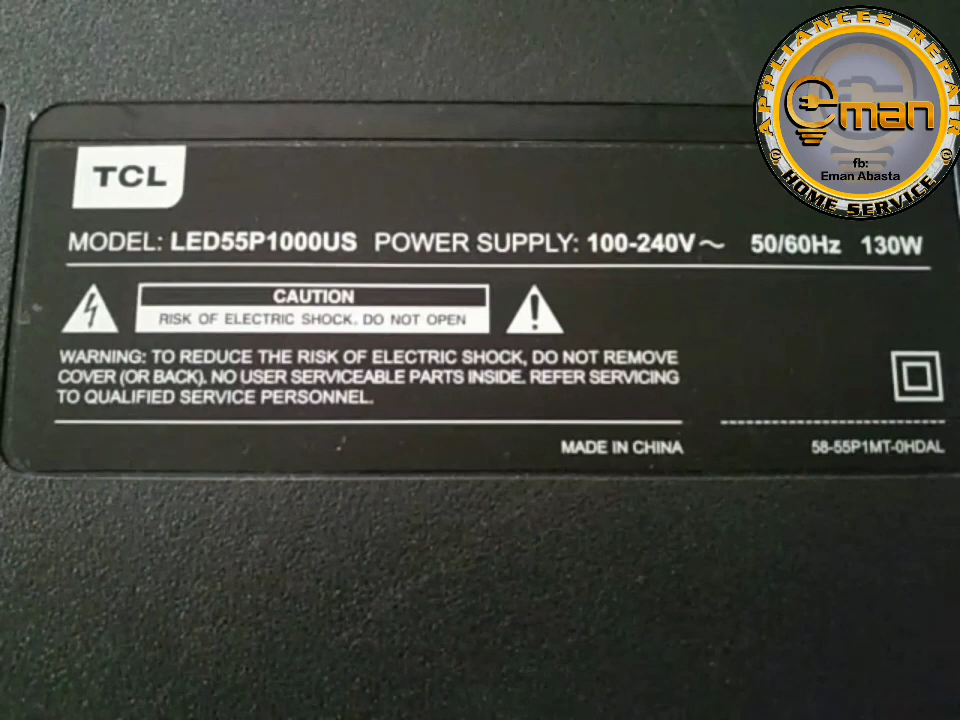 APPLIANCES REPAIR
eman
fb:
Eman Abasta
HOME SERVICE
TCL
MODEL: LED55P1000US POWER SUPPLY: 100-240V～ 50/60Hz 130W
CAUTION
RISK OF ELECTRIC SHOCK. DO NOT OPEN
WARNING: TO REDUCE THE RISK OF ELECTRIC SHOCK, DO NOT REMOVE
COVER (OR BACK). NO USER SERVICEABLE PARTS INSIDE. REFER SERVICING
TO QUALIFIED SERVICE PERSONNEL.
MADE IN CHINA
58-55P1MT-0HDAL